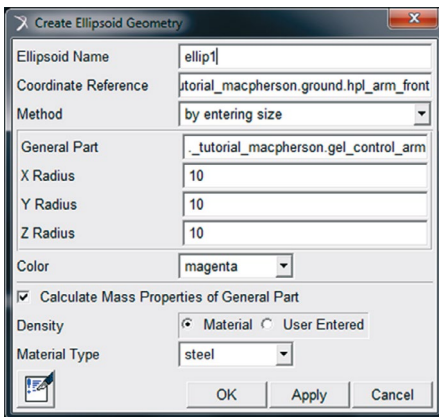 Create Ellipsoid Geometry
Ellipsoid Name ellip1
Coordinate Reference utorial_macpherson.ground.hpl_arm_front
Method by entering size
General Part ._tutorial_macpherson.gel_control_arm
X Radius 10
Y Radius 10
Z Radius 10
Color magenta
Calculate Mass Properties of General Part
Density Material User Entered
Material Type steel
OK Apply Cancel